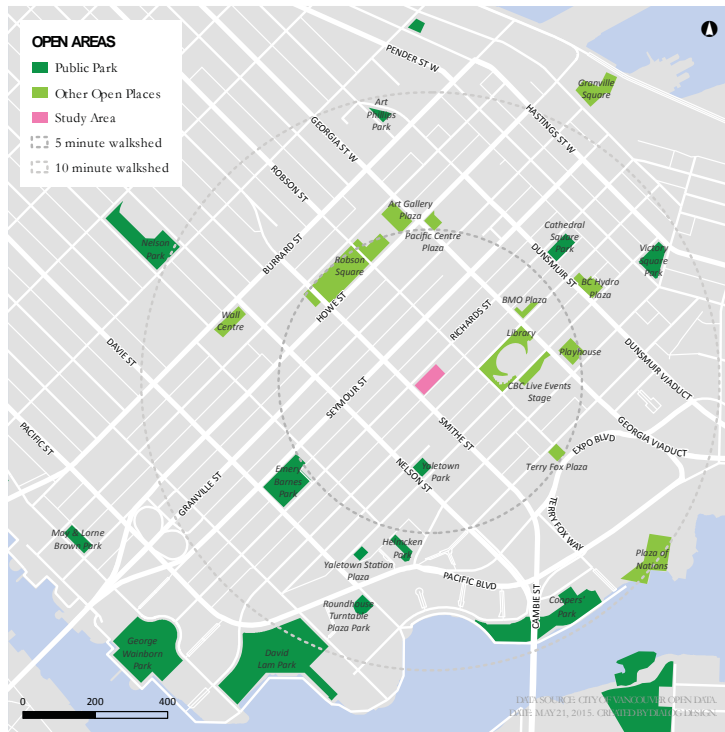 OPEN AREAS
Public Park
Other Open Places
Study Area
5 minute walkshed
10 minute walkshed
PENDER ST W
Granville
Square
Art
Phillips
Park
HASTINGS ST W
GEORGIA ST W
ROBSON ST
Art Gallery
Plaza
Pacific Centre
Plaza
Cathedral
Square
Park
Victory
Square
Park
Nelson
Park
BURRARD ST
Robson
Square
DUNSMUIR ST
BC Hydro
Plaza
HOWE ST
BMO Plaza
Wall
Centre
RICHARDS ST
Library
Playhouse
DUNSMUIR VIADUCT
DAVIE ST
CBC Live Events
Stage
SEYMOUR ST
SMITHE ST
GEORGIA VIADUCT
PACIFIC ST
EXPO BLVD
NELSON ST
Yaletown
Park
Terry Fox Plaza
Emery
Barnes
Park
GRANVILLE ST
TERRY FOX WAY
May & Lorne
Brown Park
Helmcken
Park
Plaza of
Nations
Yaletown Station
Plaza
PACIFIC BLVD
CAMBIE ST
Coopers'
Park
Roundhouse
Turntable
Plaza Park
George
Wainborn
Park
David
Lam Park
0 200 400
DATA SOURCE: CITY OF VANCOUVER OPEN DATA.
DATE: MAY 21, 2015. CREATED BY DIALOG DESIGN.